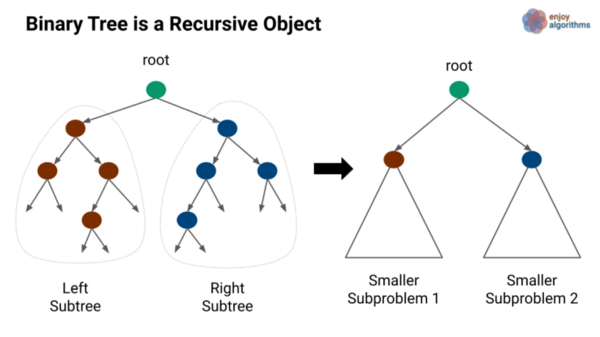 Binary Tree is a Recursive Object
enjoy
algorithms
root
Left
Subtree
Right
Subtree
root
Smaller
Subproblem 1
Smaller
Subproblem 2